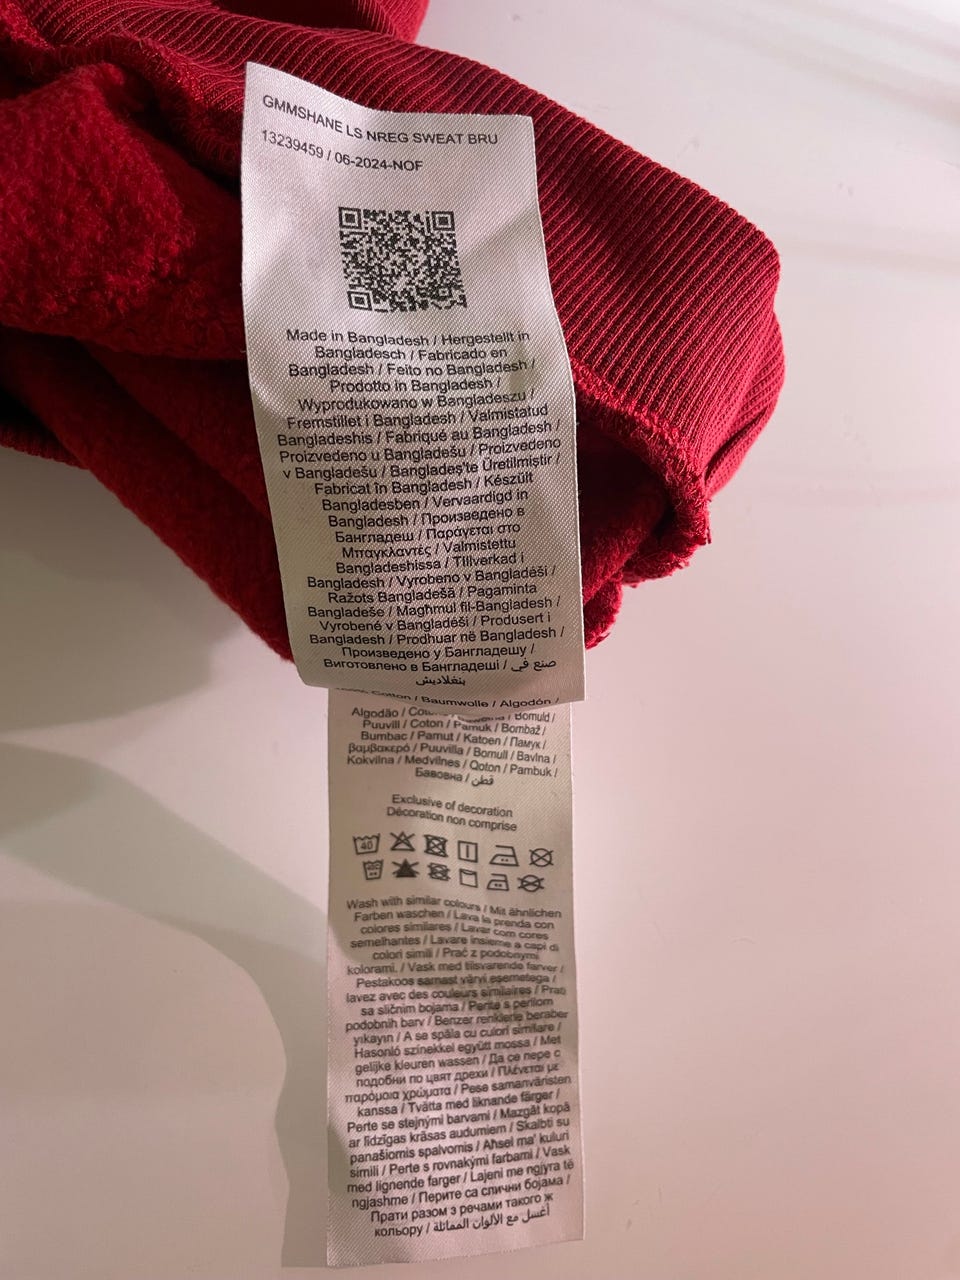 GMMSHANE LS NREG SWEAT BRU
13239459 / 06-2024-NOF
Made in Bangladesh / Hergestellt in
Bangladesch / Fabricado en
Bangladesh / Feito no Bangladesh /
Prodotto in Bangladesh /
Wyprodukowano w Bangladeszu /
Fremstillet i Bangladesh / Valmistatud
Bangladeshis / Fabriqué au Bangladesh /
Proizvedeno u Bangladešu / Proizvedeno
v Bangladešu / Bangladeş'te Üretilmiştir /
Fabricat în Bangladesh / Készült
Bangladesben / Vervaardigd in
Bangladesh / Произведено в
Бангладеш / Παράγεται στο
Μπαγκλαντές / Valmistettu
Bangladeshissa / Tillverkad i
Bangladesh / Vyrobeno v Bangladéši /
Ražots Bangladešā / Pagaminta
Bangladeše / Magħmul fil-Bangladesh /
Vyrobené v Bangladéši / Produsert i
Bangladesh / Prodhuar në Bangladesh /
Произведено у Бангладешу /
Виготовлено в Бангладеші / صنع في
بنغلاديش
Cotton / Baumwolle / Algodón /
Algodão / Bomuld /
Puuvill / Coton / Pamuk / Bombaž /
Bumbac / Pamut / Katoen / Памук /
βαμβακερό / Puuvilla / Bomull / Bavlna /
Kokvilna / Medvilnės / Qoton / Pambuk /
Бавовна / قطن
Exclusive of decoration
Décoration non comprise
40
Wash with similar colours / Mit ähnlichen
Farben waschen / Lava la prenda con
colores similares / Lavar com cores
semelhantes / Lavare insieme a capi di
colori simili / Prać z podobnymi
kolorami. / Vask med tilsvarende farver /
Pestakoos sarnast värvi esemetega /
lavez avec des couleurs similaires / Prati
sa sličnim bojama / Perite s perilom
podobnih barv / Benzer renklerle beraber
yıkayın / A se spăla cu culori similare /
Hasonló színekkel együtt mossa / Met
gelijke kleuren wassen / Да се пере с
подобни по цвят дрехи / Πλένεται με
παρόμοια χρώματα / Pese samanväristen
kanssa / Tvätta med liknande färger /
Perte se stejnými barvami / Mazgāt kopā
ar līdzīgas krāsas audumiem / Skalbti su
panašiomis spalvomis / Aħsel ma' kuluri
simili / Perte s rovnakými farbami / Vask
med lignende farger / Lajeni me ngjyra të
ngjashme / Перите са слични бојама /
Прати разом з речами такого ж
кольору / أغسل مع الألوان المماثلة